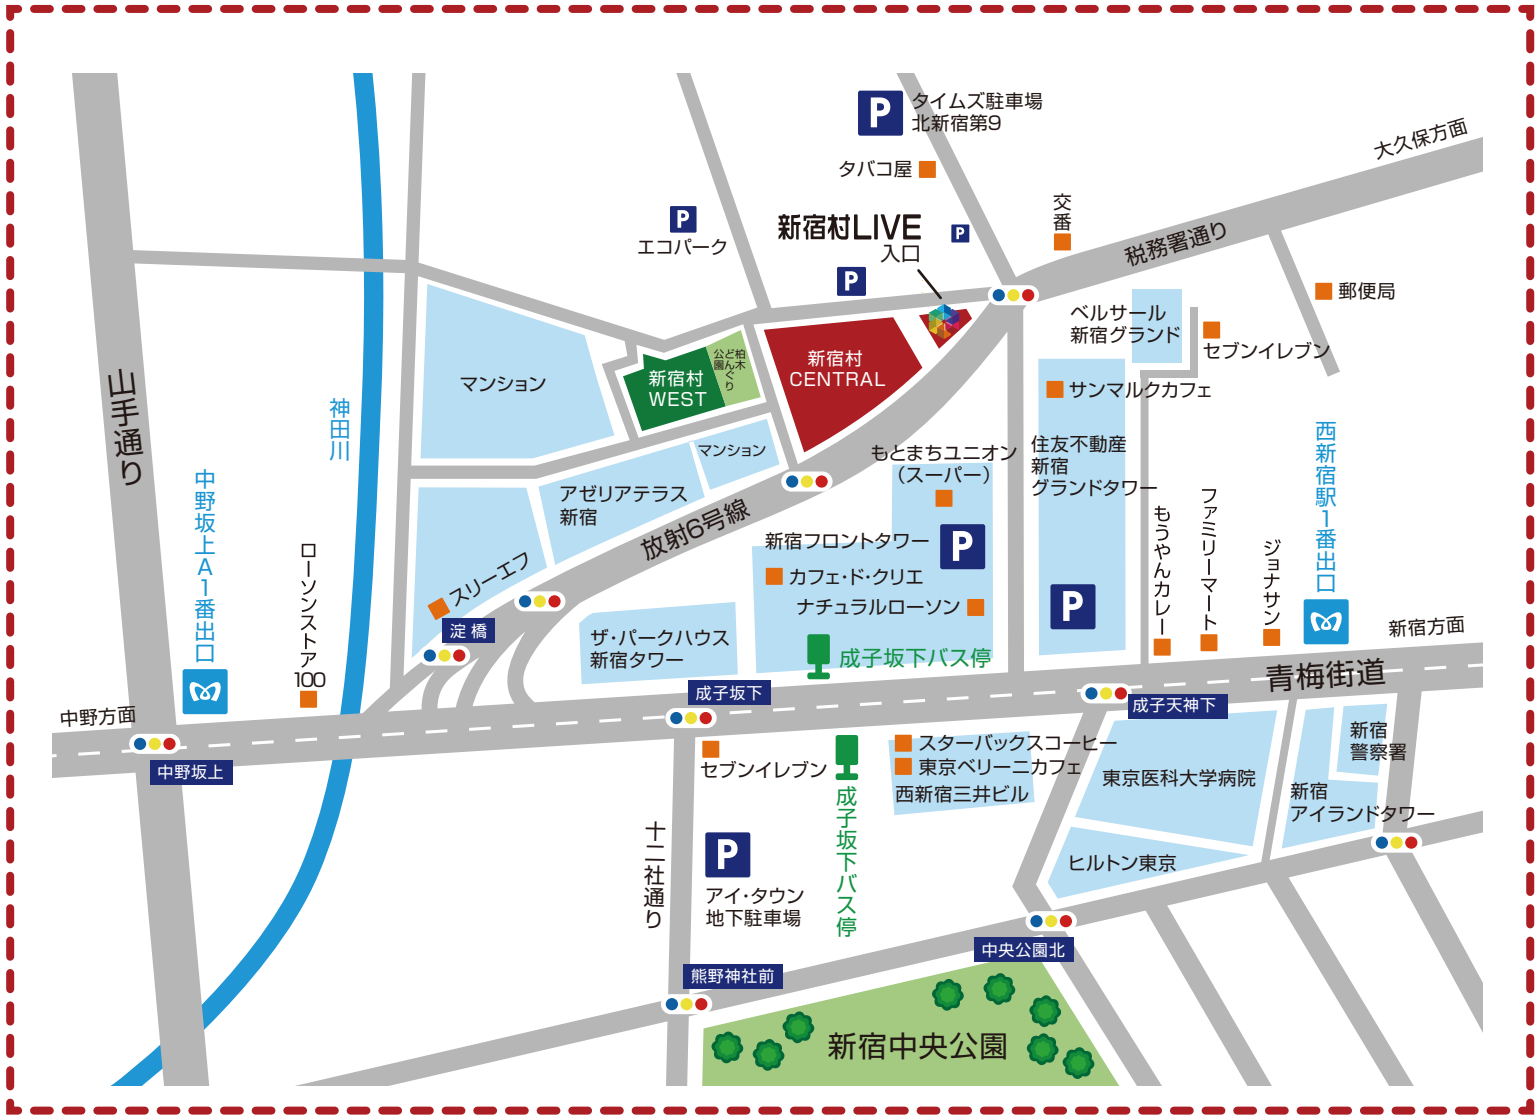 P
タイムズ駐車場
北新宿第9
タバコ屋
大久保方面
交番
税務署通り
P
エコパーク
新宿村LIVE
入口
P
P
郵便局
ベルサール
新宿グランド
セブンイレブン
サンマルクカフェ
マンション
新宿村
WEST
柏木
どんぐり
公園
新宿村
CENTRAL
山手通り
神田川
マンション
もとまちユニオン
(スーパー)
住友不動産
新宿
グランドタワー
西新宿駅1番出口
中野坂上A1番出口
アゼリアテラス
新宿
放射6号線
もうやんカレー
ファミリーマート
ジョナサン
ローソンストア
100
新宿フロントタワー
P
カフェ・ド・クリエ
ナチュラルローソン
P
スリーエフ
淀橋
ザ・パークハウス
新宿タワー
成子坂下バス停
新宿方面
青梅街道
成子坂下
成子天神下
中野方面
中野坂上
セブンイレブン
成子坂下バス停
スターバックスコーヒー
東京ベリーニカフェ
西新宿三井ビル
東京医科大学病院
新宿
警察署
新宿
アイランドタワー
十二社通り
P
アイ・タウン
地下駐車場
ヒルトン東京
中央公園北
熊野神社前
新宿中央公園